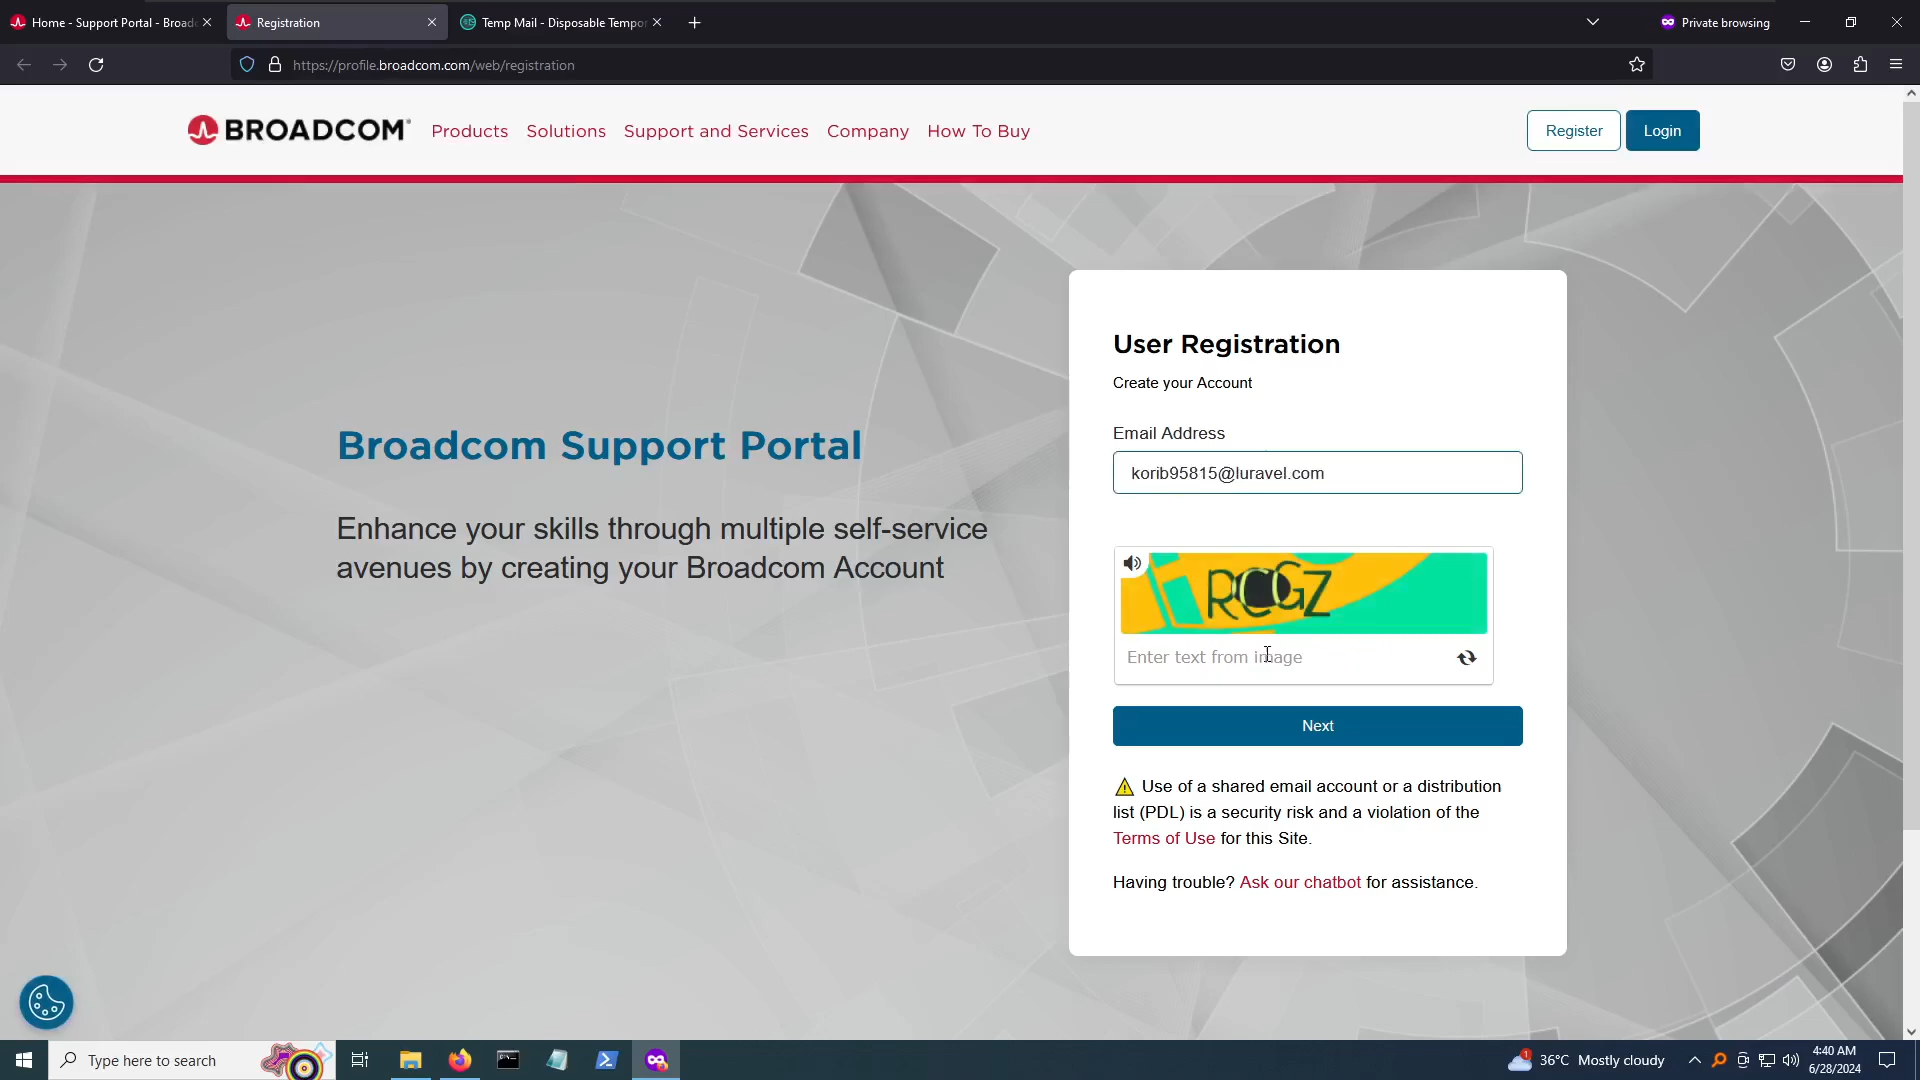 Home - Support Portal - Broad
Registration
Temp Mail - Disposable Tempo
Private browsing
https://profile.broadcom.com/web/registration
BROADCOM
Products
Solutions
Support and Services
Company
How To Buy
Register
Login
Broadcom Support Portal
Enhance your skills through multiple self-service
avenues by creating your Broadcom Account
User Registration
Create your Account
Email Address
korib95815@luravel.com
Enter text from image
Next
Use of a shared email account or a distribution
list (PDL) is a security risk and a violation of the
Terms of Use for this Site.
Having trouble? Ask our chatbot for assistance.
Type here to search
1
36°C Mostly cloudy
4:40 AM
6/28/2024